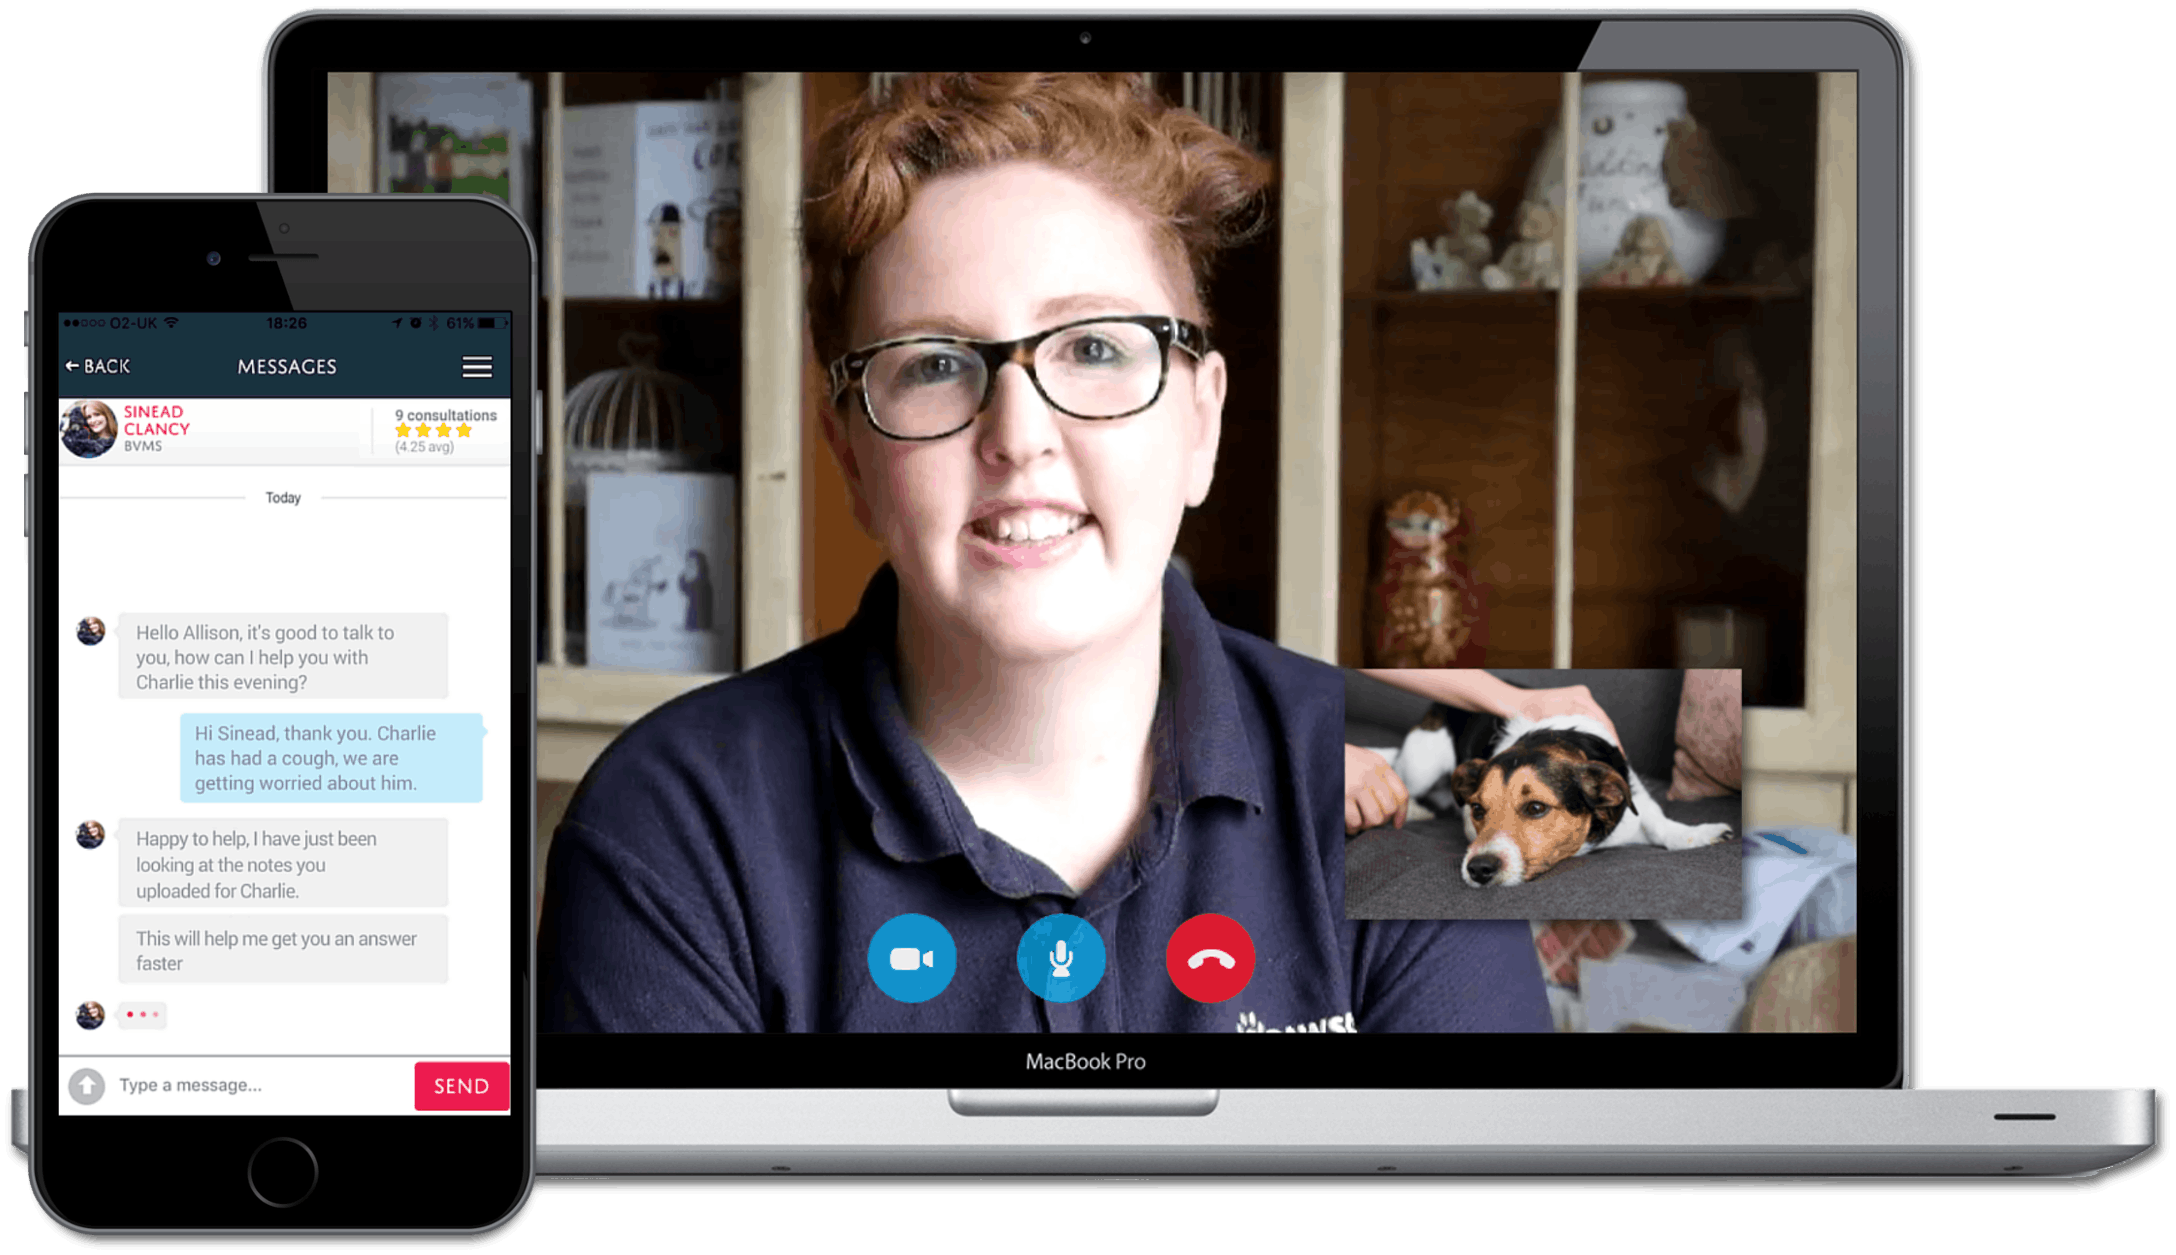 O2-UK
18:26
61%
BACK
MESSAGES
SINEAD
CLANCY
BVMS
9 consultations
(4.25 avg)
Today
Hello Allison, it's good to talk to
you, how can I help you with
Charlie this evening?
Hi Sinead, thank you. Charlie
has had a cough, we are
getting worried about him.
Happy to help, I have just been
looking at the notes you
uploaded for Charlie.
This will help me get you an answer
faster
Type a message...
SEND
MacBook Pro